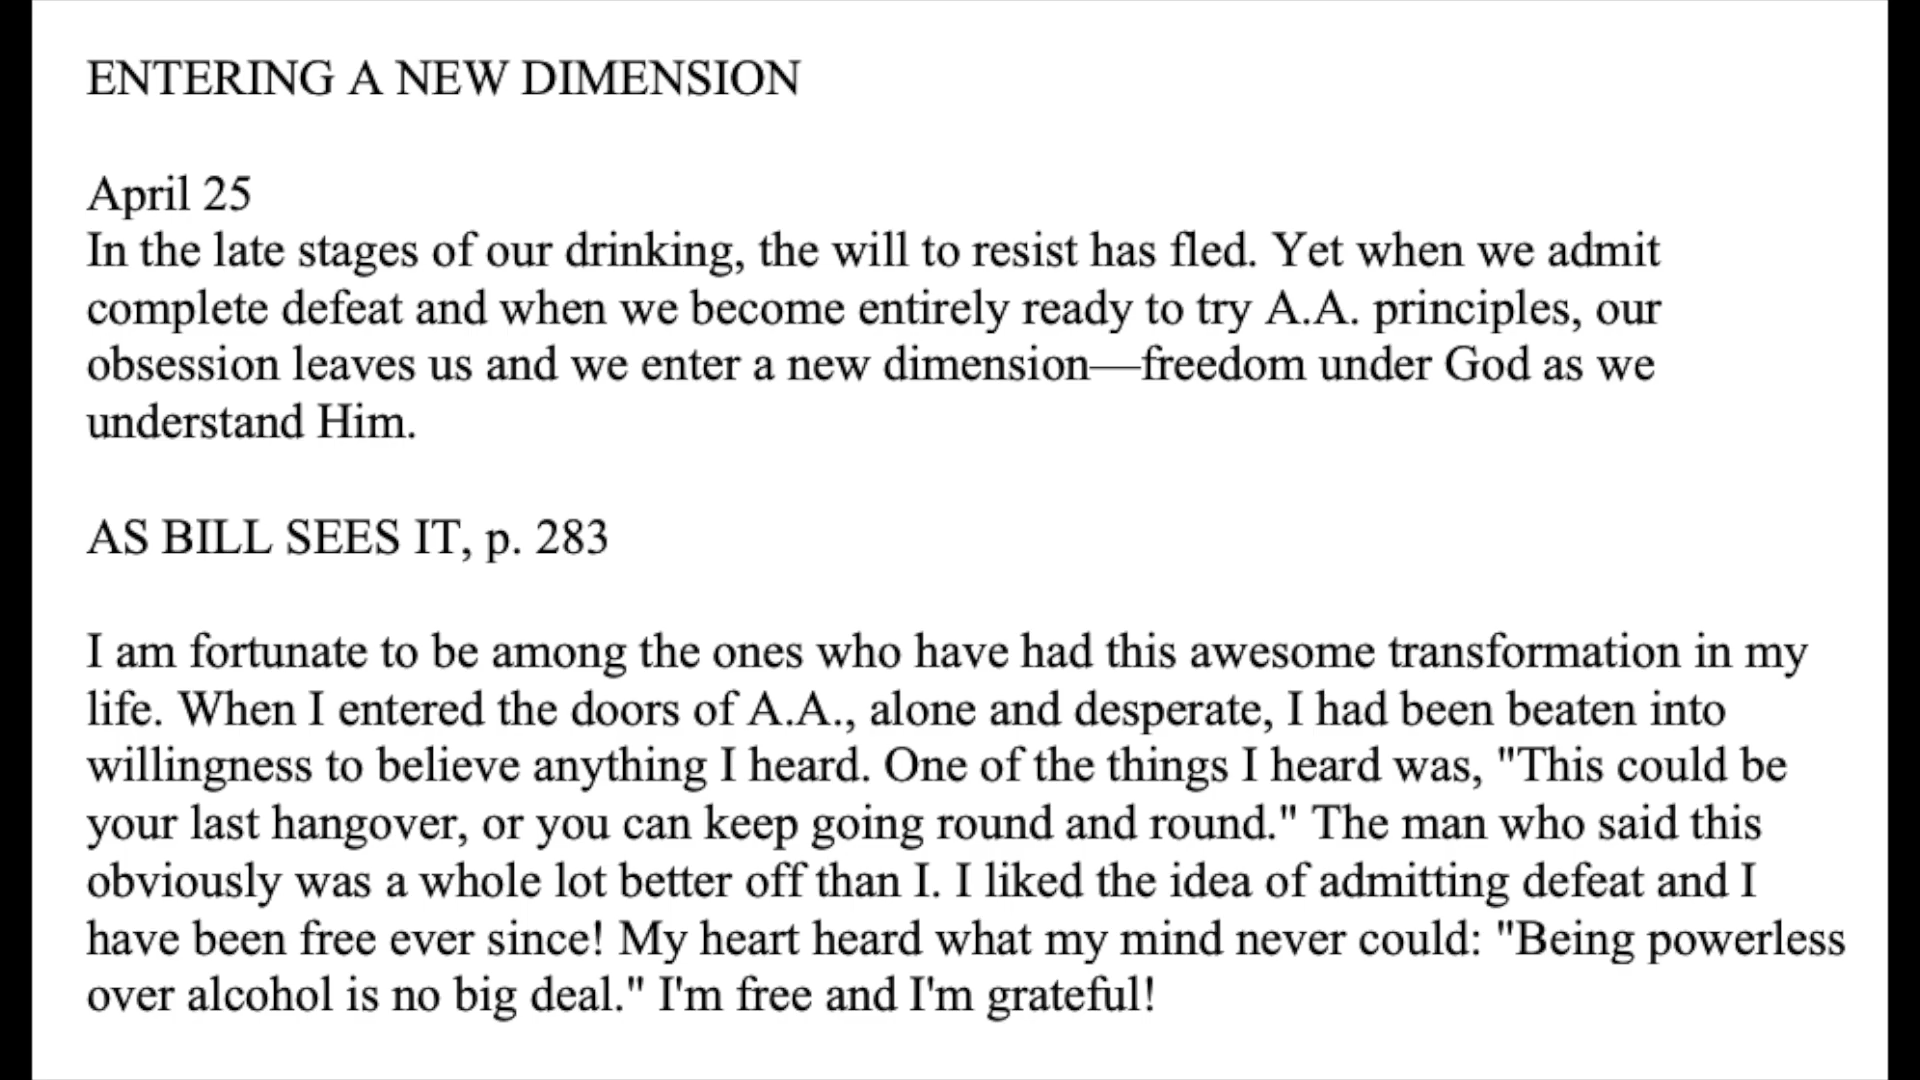 ENTERING A NEW DIMENSION
April 25
In the late stages of our drinking, the will to resist has fled. Yet when we admit
complete defeat and when we become entirely ready to try A.A. principles, our
obsession leaves us and we enter a new dimension—freedom under God as we
understand Him.
AS BILL SEES IT, p. 283
I am fortunate to be among the ones who have had this awesome transformation in my
life. When I entered the doors of A.A., alone and desperate, I had been beaten into
willingness to believe anything I heard. One of the things I heard was, "This could be
your last hangover, or you can keep going round and round." The man who said this
obviously was a whole lot better off than I. I liked the idea of admitting defeat and I
have been free ever since! My heart heard what my mind never could: "Being powerless
over alcohol is no big deal." I'm free and I'm grateful!